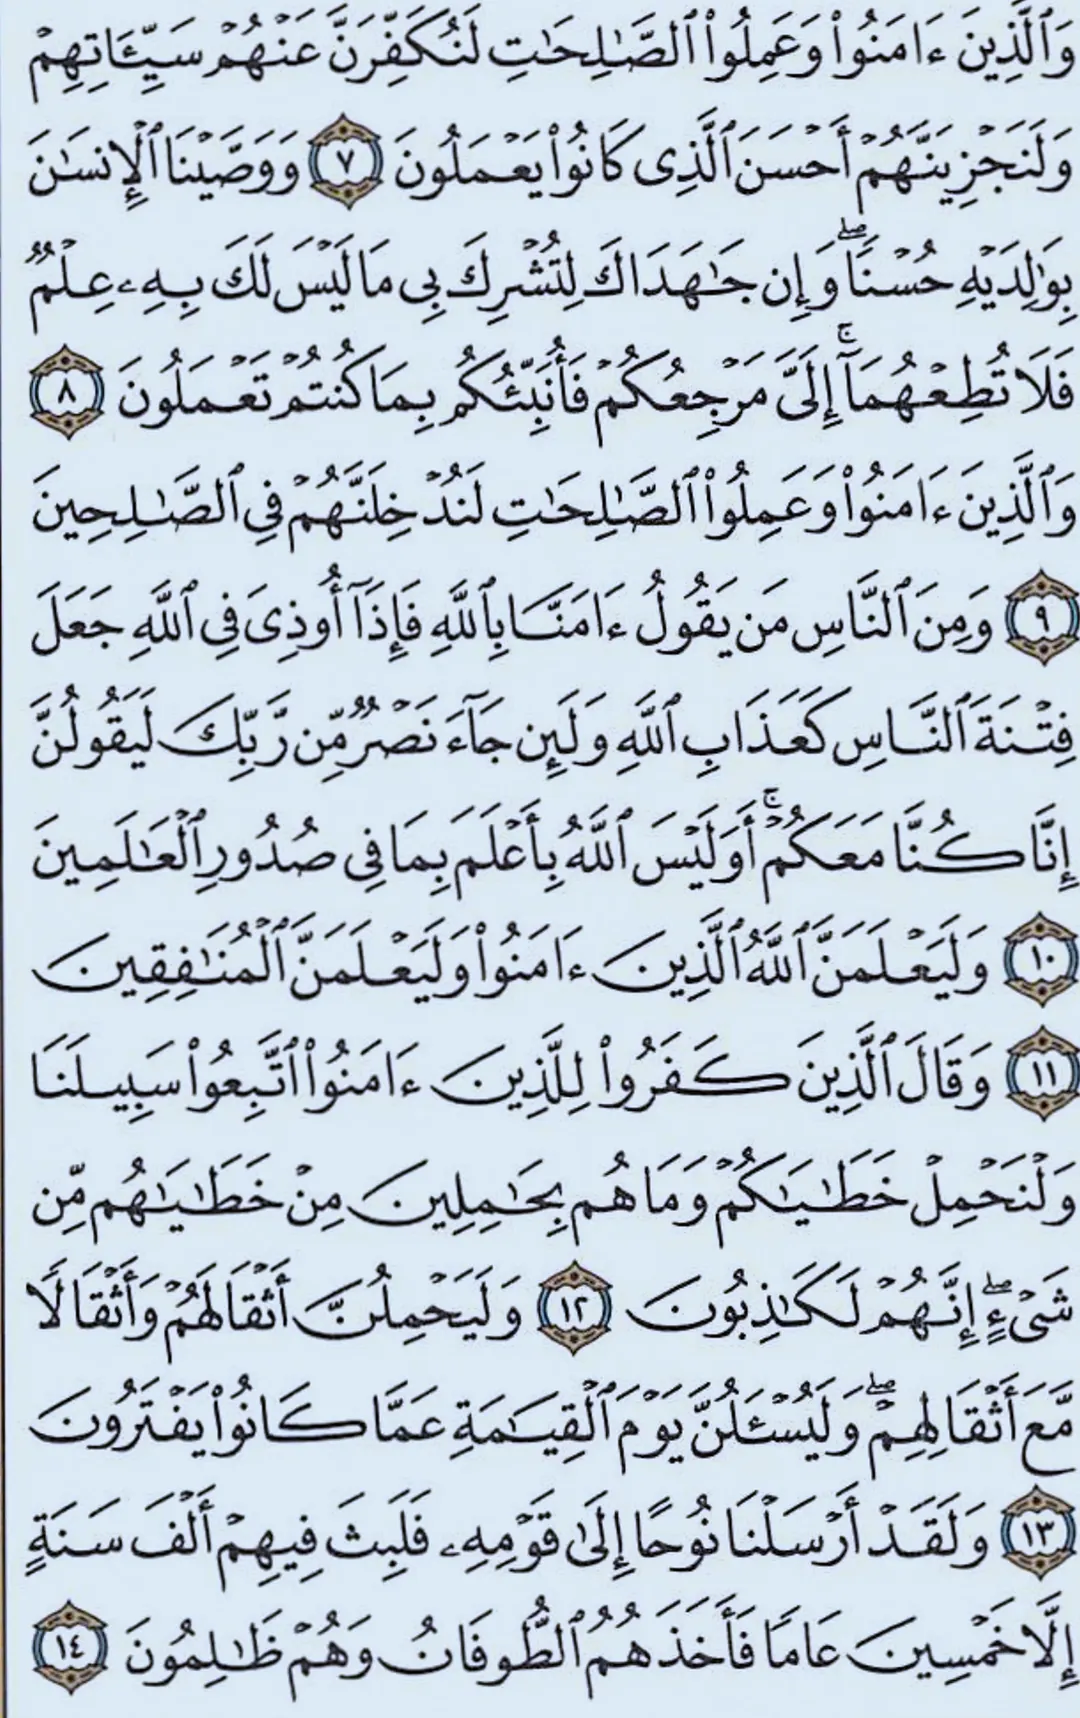 وَٱلَّذِينَ ءَامَنُوا۟ وَعَمِلُوا۟ ٱلصَّـٰلِحَـٰتِ لَنُكَفِّرَنَّ عَنْهُمْ سَيِّـَٔاتِهِمْ
وَلَنَجْزِيَنَّهُمْ أَحْسَنَ ٱلَّذِى كَانُوا۟ يَعْمَلُونَ ٧ وَوَصَّيْنَا ٱلْإِنسَـٰنَ
بِوَٰلِدَيْهِ حُسْنًا ۖ وَإِن جَـٰهَدَاكَ لِتُشْرِكَ بِى مَا لَيْسَ لَكَ بِهِۦ عِلْمٌ
فَلَا تُطِعْهُمَآ ۚ إِلَىَّ مَرْجِعُكُمْ فَأُنَبِّئُكُم بِمَا كُنتُمْ تَعْمَلُونَ ٨
وَٱلَّذِينَ ءَامَنُوا۟ وَعَمِلُوا۟ ٱلصَّـٰلِحَـٰتِ لَنُدْخِلَنَّهُمْ فِى ٱلصَّـٰلِحِينَ
٩ وَمِنَ ٱلنَّاسِ مَن يَقُولُ ءَامَنَّا بِٱللَّهِ فَإِذَآ أُوذِىَ فِى ٱللَّهِ جَعَلَ
فِتْنَةَ ٱلنَّاسِ كَعَذَابِ ٱللَّهِ وَلَئِن جَآءَ نَصْرٌ مِّن رَّبِّكَ لَيَقُولُنَّ
إِنَّا كُنَّا مَعَكُمْ ۚ أَوَلَيْسَ ٱللَّهُ بِأَعْلَمَ بِمَا فِى صُدُورِ ٱلْعَـٰلَمِينَ
١٠ وَلَيَعْلَمَنَّ ٱللَّهُ ٱلَّذِينَ ءَامَنُوا۟ وَلَيَعْلَمَنَّ ٱلْمُنَـٰفِقِينَ
١١ وَقَالَ ٱلَّذِينَ كَفَرُوا۟ لِلَّذِينَ ءَامَنُوا۟ ٱتَّبِعُوا۟ سَبِيلَنَا
وَلْنَحْمِلْ خَطَـٰيَـٰكُمْ وَمَا هُم بِحَـٰمِلِينَ مِنْ خَطَـٰيَـٰهُم مِّن
شَىْءٍ ۖ إِنَّهُمْ لَكَـٰذِبُونَ ١٢ وَلَيَحْمِلُنَّ أَثْقَالَهُمْ وَأَثْقَالًا
مَّعَ أَثْقَالِهِمْ ۖ وَلَيُسْـَٔلُنَّ يَوْمَ ٱلْقِيَـٰمَةِ عَمَّا كَانُوا۟ يَفْتَرُونَ
١٣ وَلَقَدْ أَرْسَلْنَا نُوحًا إِلَىٰ قَوْمِهِۦ فَلَبِثَ فِيهِمْ أَلْفَ سَنَةٍ
إِلَّا خَمْسِينَ عَامًا فَأَخَذَهُمُ ٱلطُّوفَانُ وَهُمْ ظَـٰلِمُونَ ١٤